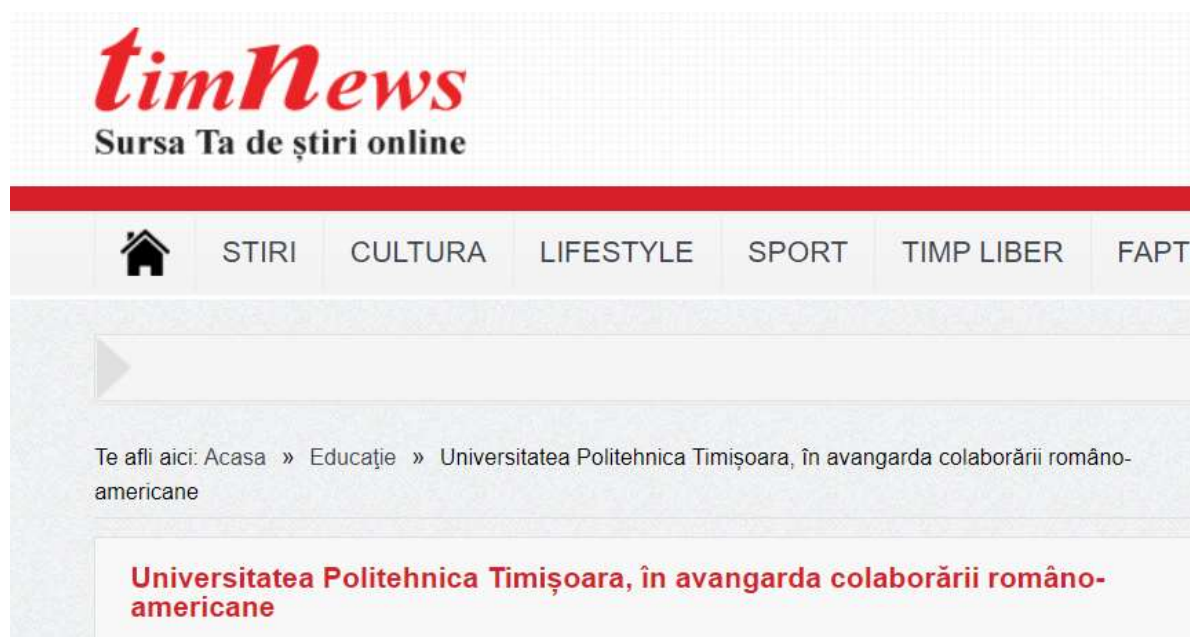 timNews
Sursa Ta de știri online
STIRI CULTURA LIFESTYLE SPORT TIMP LIBER FAPT
Te afli aici: Acasa » Educaţie » Universitatea Politehnica Timișoara, în avangarda colaborării româno-
americane
Universitatea Politehnica Timișoara, în avangarda colaborării româno-
americane